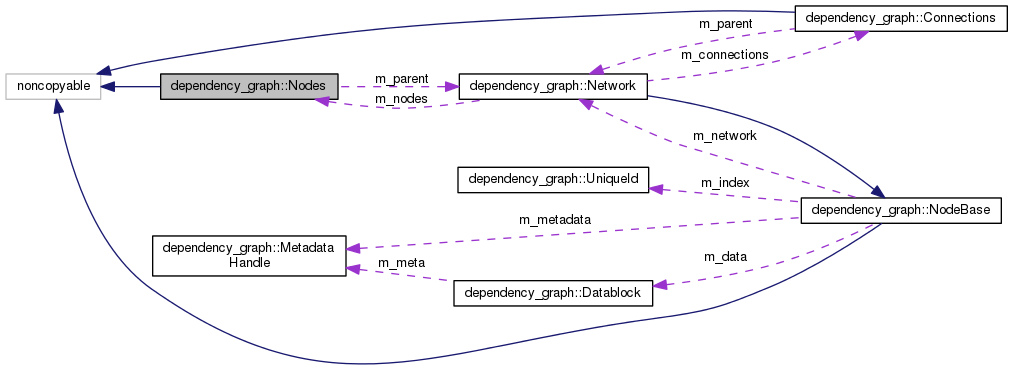 dependency_graph::Connections
m_parent
m_connections
noncopyable
dependency_graph::Nodes
m_parent
m_nodes
dependency_graph::Network
m_network
dependency_graph::UniqueId
m_index
dependency_graph::NodeBase
m_metadata
dependency_graph::Metadata
Handle
m_meta
m_data
dependency_graph::Datablock